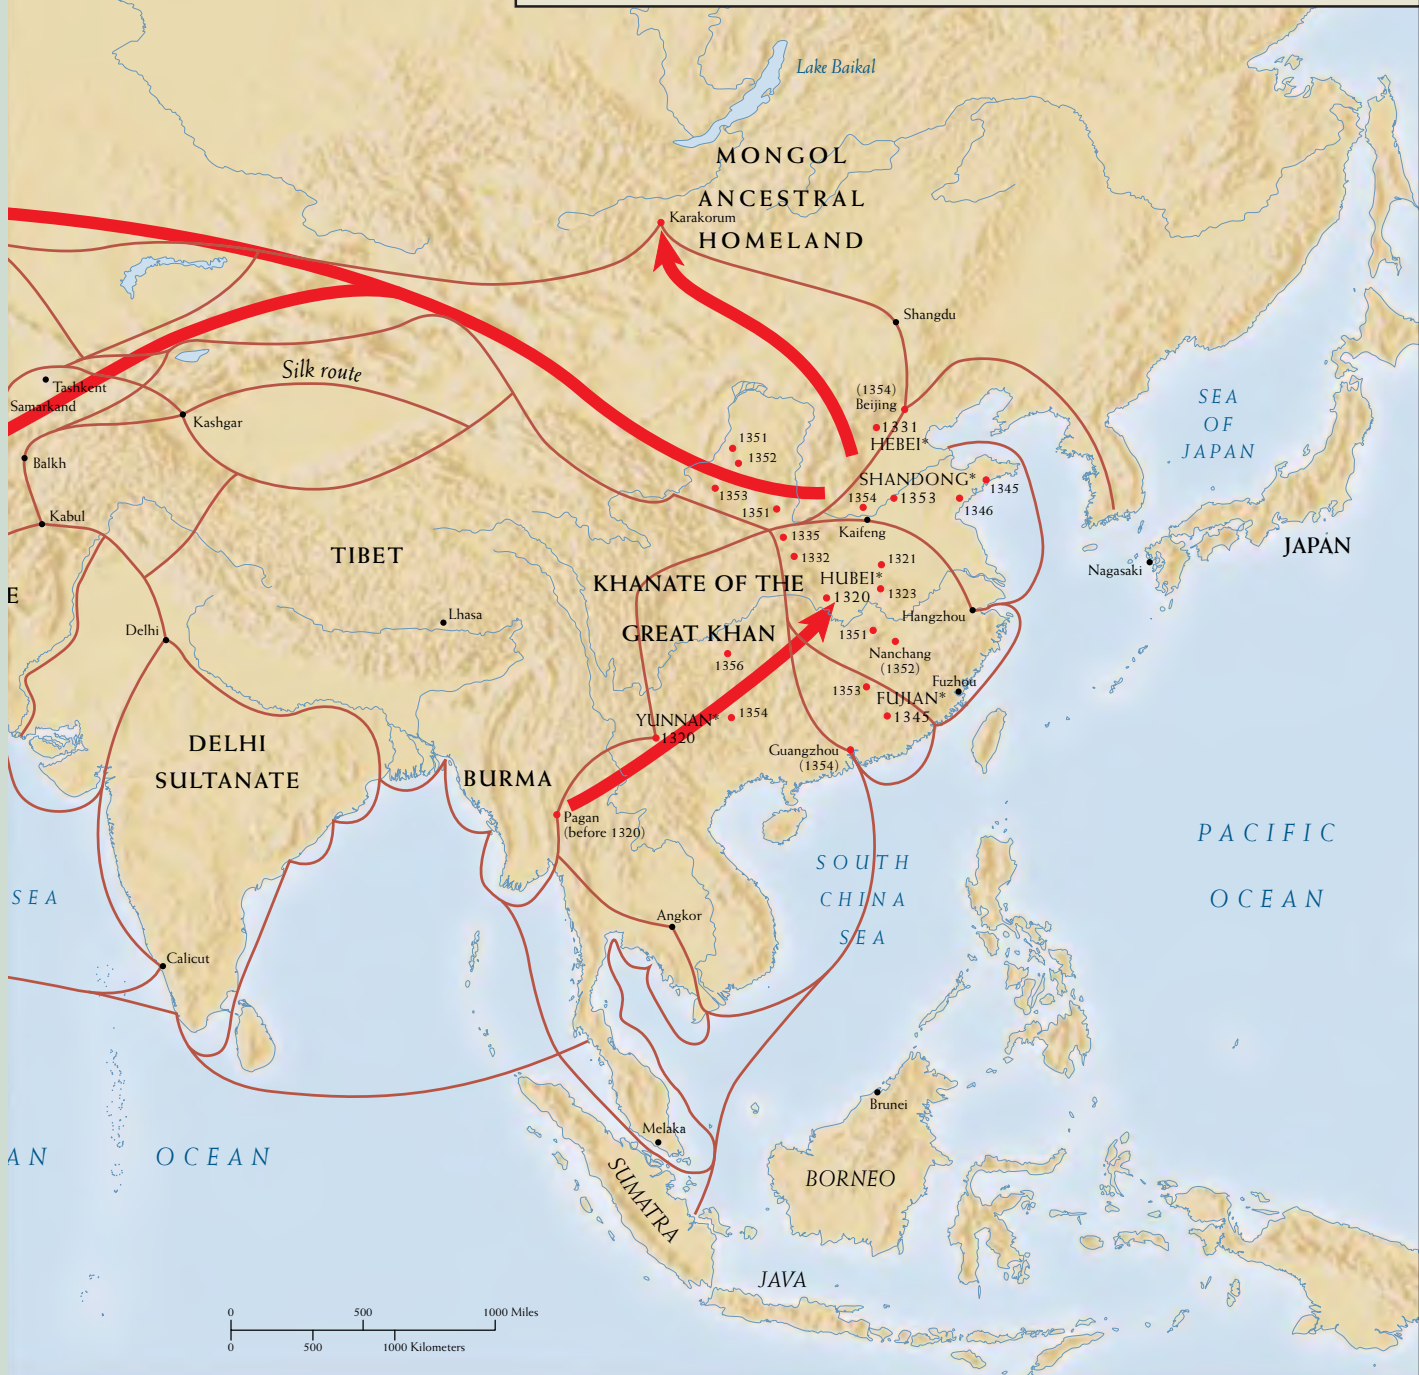 Lake Baikal
MONGOL
ANCESTRAL
HOMELAND
Karakorum
Shangdu
Silk route
Tashkent
Samarkand
Kashgar
Balkh
Kabul
(1354)
Beijing
1331
HEBEI*
SEA
OF
JAPAN
1351
1352
1353
1351
SHANDONG*
1354
1353
1345
1346
Kaifeng
1335
1332
JAPAN
Nagasaki
TIBET
KHANATE OF THE
GREAT KHAN
HUBEI*
1320
1321
1323
E
Lhasa
Delhi
Hangzhou
1351
Nanchang
(1352)
1356
1353
Fuzhou
FUJIAN*
1345
YUNNAN*
1320
1354
Guangzhou
(1354)
DELHI
SULTANATE
BURMA
Pagan
(before 1320)
PACIFIC
OCEAN
SOUTH
CHINA
SEA
SEA
Angkor
Calicut
Brunei
Melaka
AN
OCEAN
SUMATRA
BORNEO
JAVA
0 500 1000 Miles
0 500 1000 Kilometers